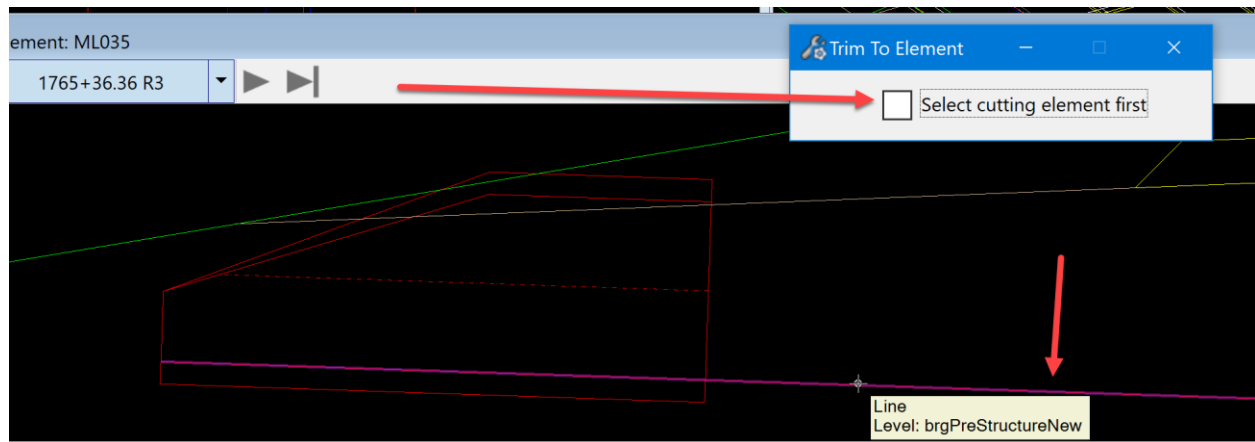 ement: ML035
Trim To Element
1765+36.36 R3
Select cutting element first
Line
Level: brgPreStructureNew